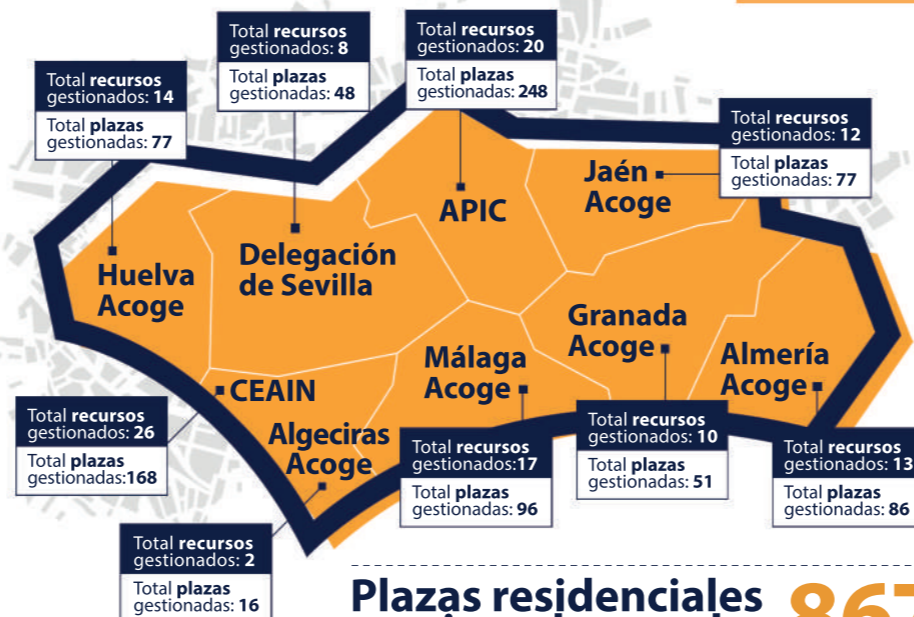 Total recursos
gestionados: 8
Total plazas
gestionadas: 48
Total recursos
gestionados: 20
Total plazas
gestionadas: 248
Total recursos
gestionados: 14
Total plazas
gestionadas: 77
Total recursos
gestionados: 12
Total plazas
gestionadas: 77
Huelva
Acoge
Delegación
de Sevilla
APIC
Jaén
Acoge
CEAIN
Algeciras
Acoge
Málaga
Acoge
Granada
Acoge
Almería
Acoge
Total recursos
gestionados: 26
Total plazas
gestionadas:168
Total recursos
gestionados:17
Total plazas
gestionadas: 96
Total recursos
gestionados: 10
Total plazas
gestionadas: 51
Total recursos
gestionados: 13
Total plazas
gestionadas: 86
Total recursos
gestionados: 2
Total plazas
gestionadas: 16
Plazas residenciales
867